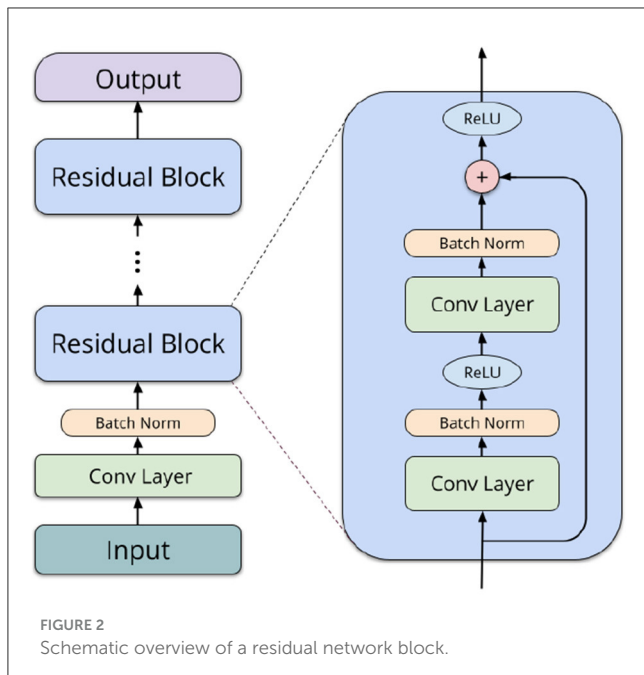 Output
Residual Block
...
Residual Block
Batch Norm
Conv Layer
Input
ReLU
+
Batch Norm
Conv Layer
ReLU
Batch Norm
Conv Layer
FIGURE 2
Schematic overview of a residual network block.